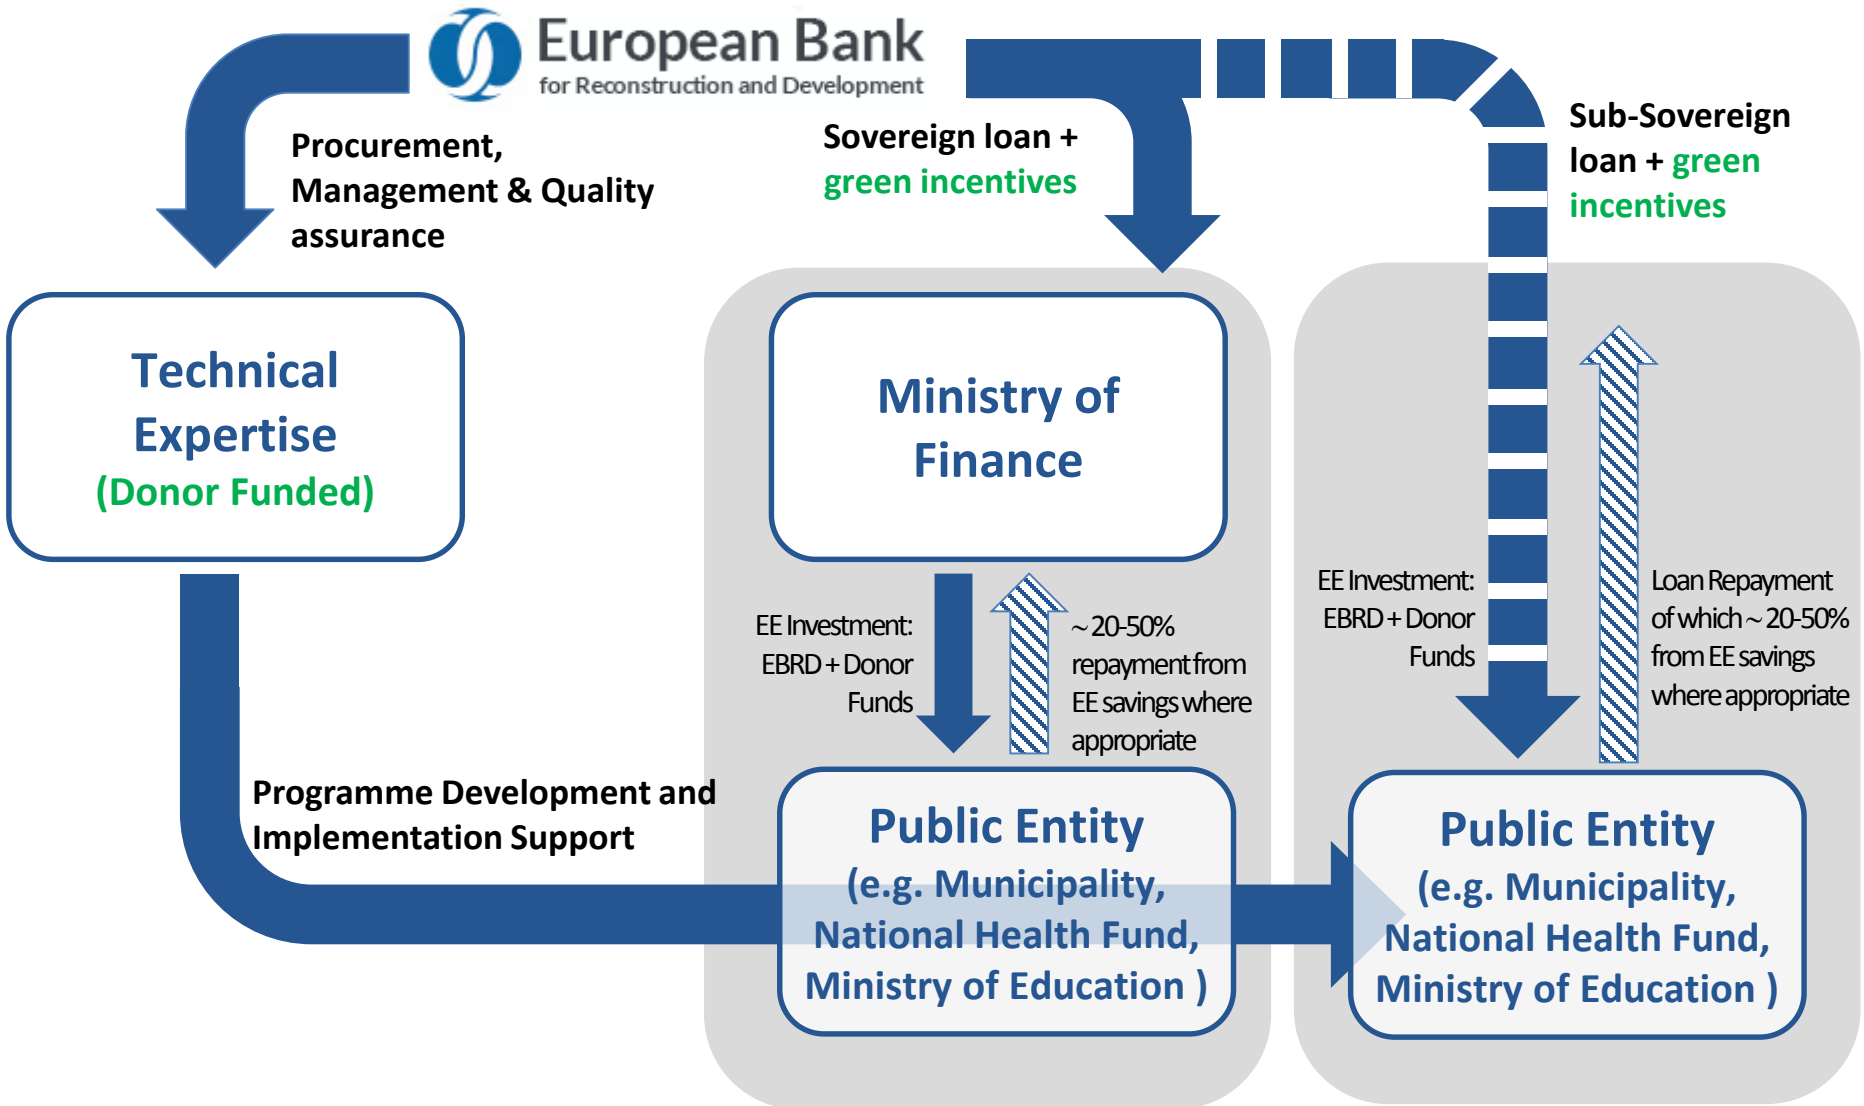 European Bank
for Reconstruction and Development
Procurement,
Management & Quality
assurance
Sovereign loan +
green incentives
Sub-Sovereign
loan + green
incentives
Technical
Expertise
(Donor Funded)
Ministry of
Finance
EE Investment:
EBRD + Donor
Funds
~ 20-50%
repayment from
EE savings where
appropriate
EE Investment:
EBRD + Donor
Funds
Loan Repayment
of which ~ 20-50%
from EE savings
where appropriate
Programme Development and
Implementation Support
Public Entity
(e.g. Municipality,
National Health Fund,
Ministry of Education )
Public Entity
(e.g. Municipality,
National Health Fund,
Ministry of Education )